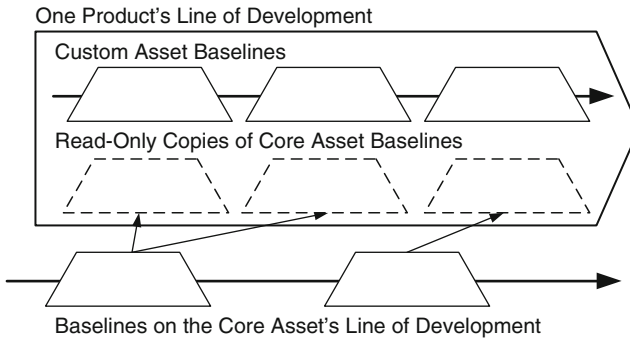 One Product's Line of Development
Custom Asset Baselines
Read-Only Copies of Core Asset Baselines
Baselines on the Core Asset's Line of Development